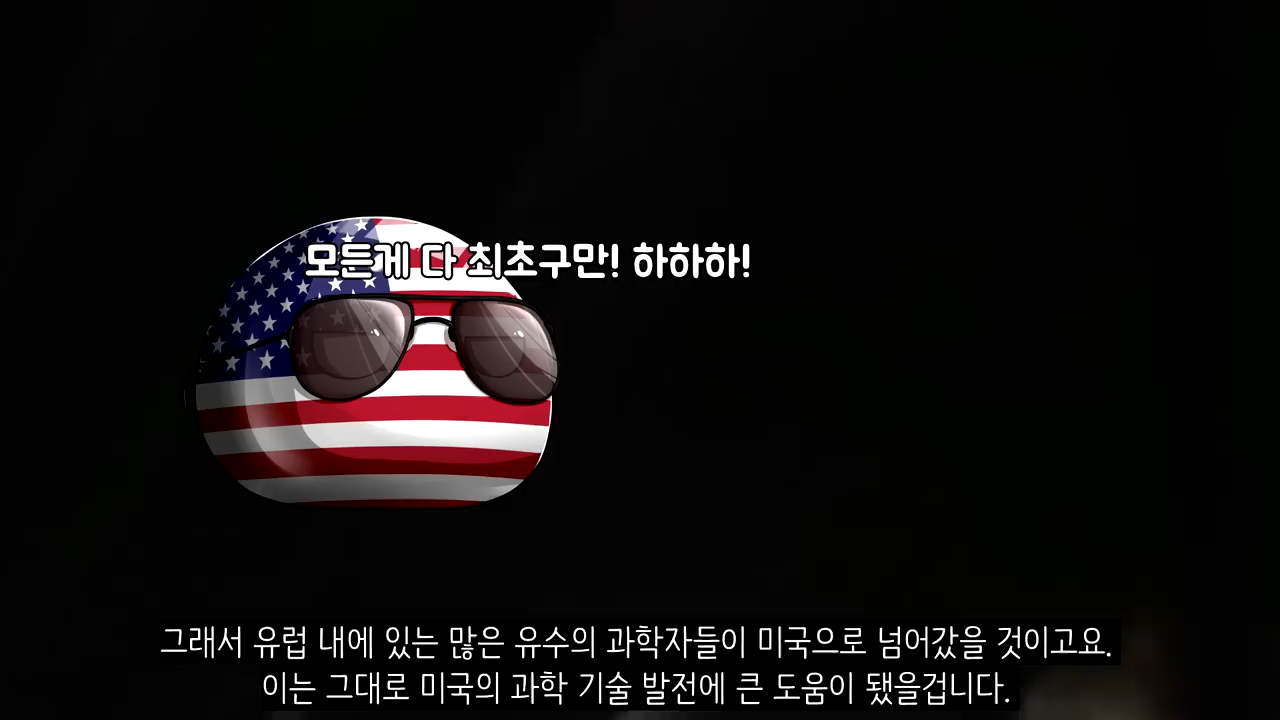 모든게 다 최초구만! 하하하!
그래서 유럽 내에 있는 많은 유수의 과학자들이 미국으로 넘어갔을 것이고요.
이는 그대로 미국의 과학 기술 발전에 큰 도움이 됐을겁니다.